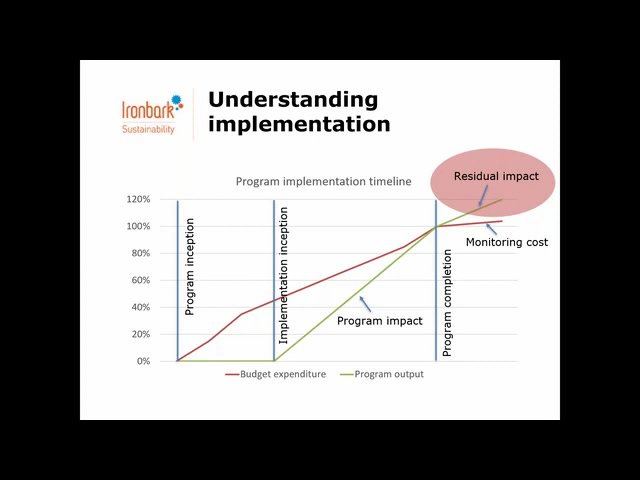 Ironbark
Sustainability
Understanding
implementation
Program implementation timeline
Residual impact
120%
100%
80%
60%
40%
20%
0%
Program inception
Implementation inception
Program completion
Monitoring cost
Program impact
Budget expenditure
Program output